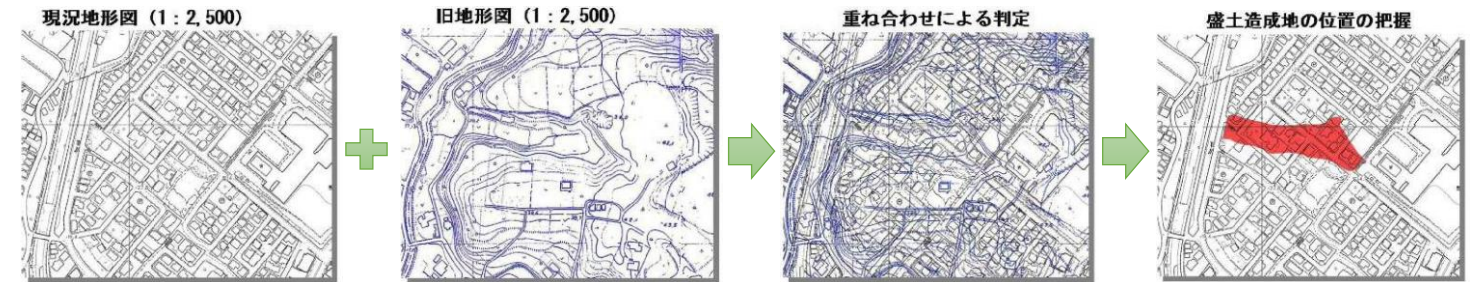 現況地形図（1：2,500）
旧地形図（1：2,500）
重ね合わせによる判定
盛土造成地の位置の把握